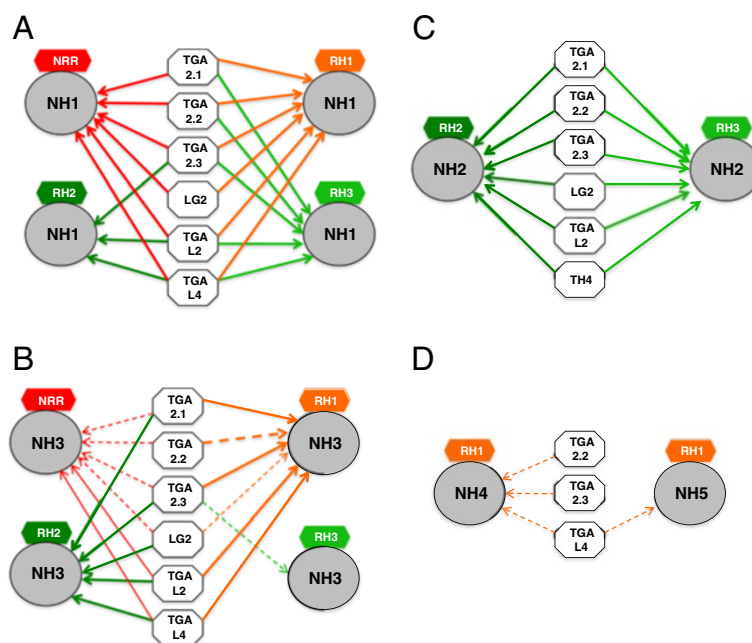 A
NRR
NH1
RH1
NH1
RH2
NH1
RH3
NH1
TGA
2.1
TGA
2.2
TGA
2.3
LG2
TGA
L2
TGA
L4
C
RH2
NH2
RH3
NH2
TGA
2.1
TGA
2.2
TGA
2.3
LG2
TGA
L2
TH4
B
NRR
NH3
RH1
NH3
RH2
NH3
RH3
NH3
TGA
2.1
TGA
2.2
TGA
2.3
LG2
TGA
L2
TGA
L4
D
RH1
NH4
RH1
NH5
TGA
2.2
TGA
2.3
TGA
L4